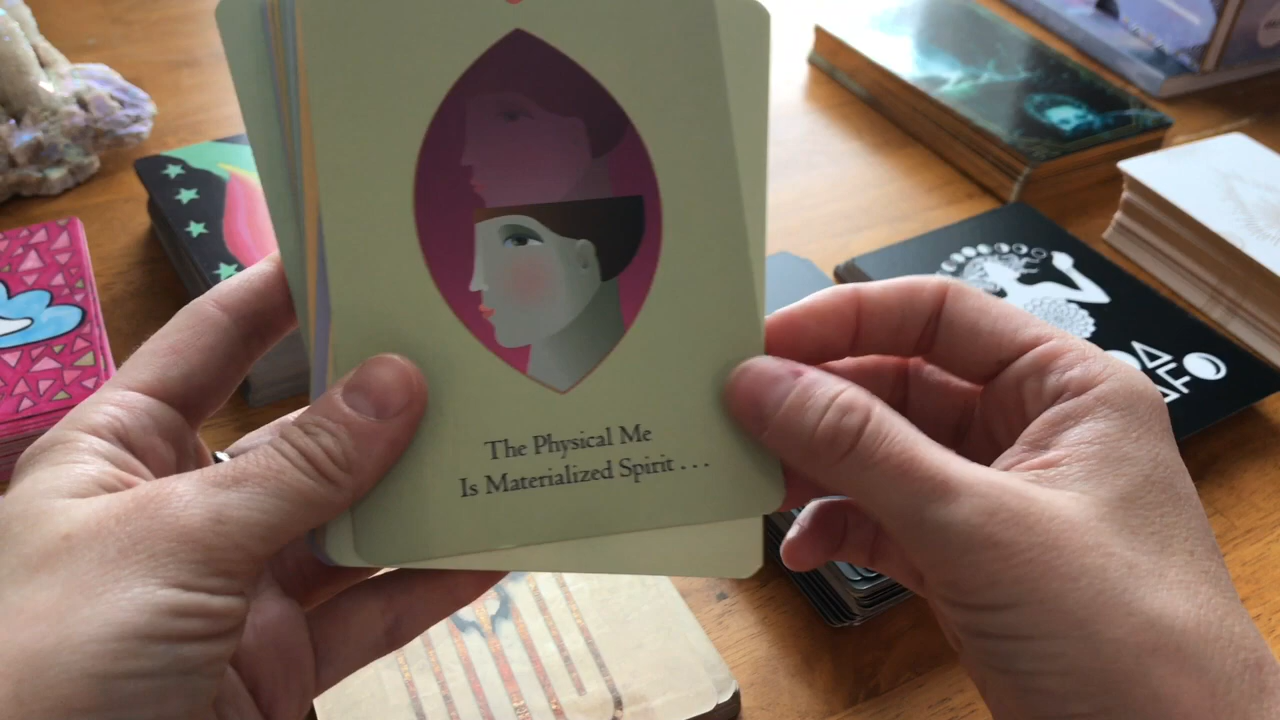 The Physical Me
Is Materialized Spirit . . .